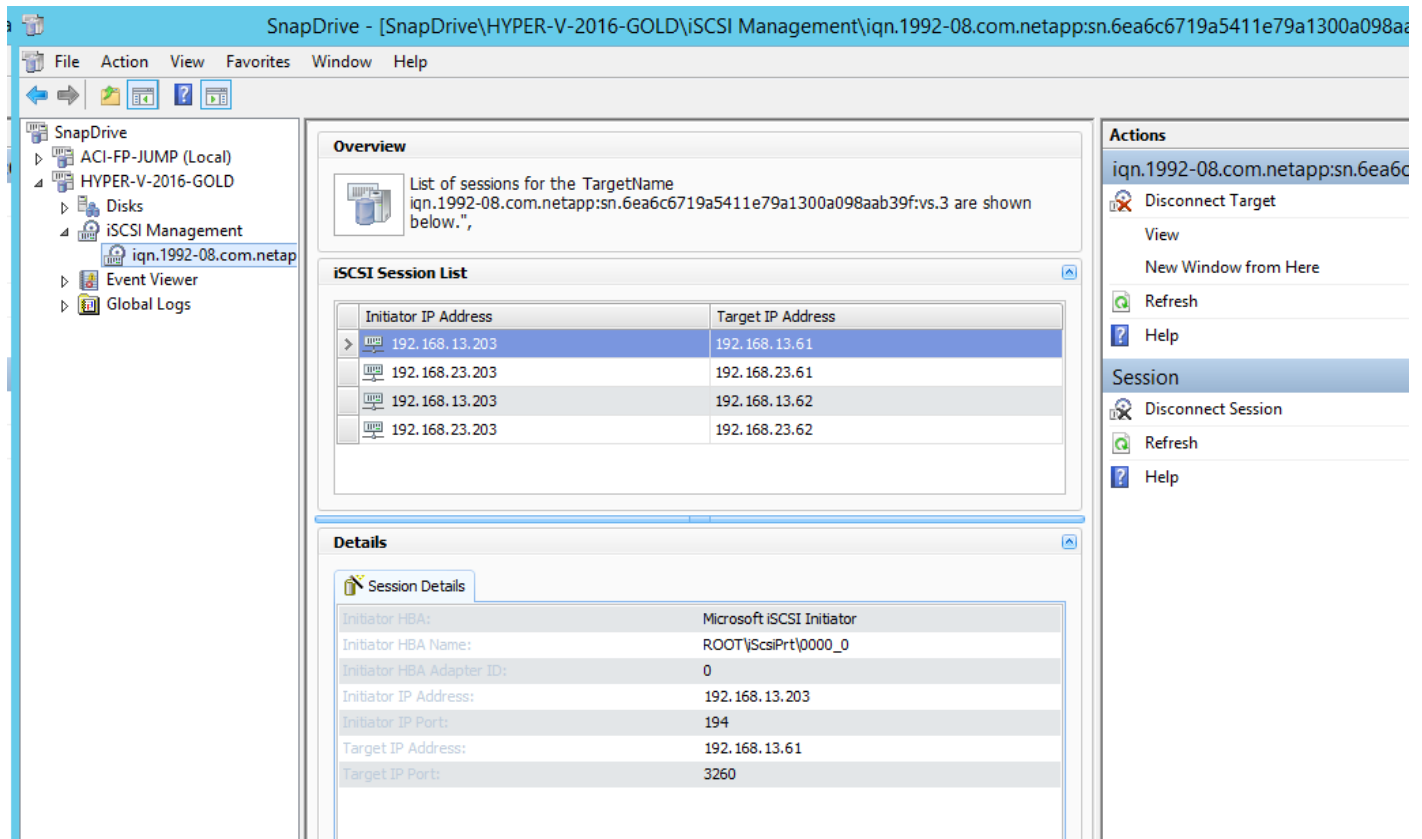 SnapDrive - [SnapDrive\HYPER-V-2016-GOLD\iSCSI Management\iqn.1992-08.com.netapp:sn.6ea6c6719a5411e79a1300a098aa
File Action View Favorites Window Help
SnapDrive
ACI-FP-JUMP (Local)
HYPER-V-2016-GOLD
Disks
iSCSI Management
iqn.1992-08.com.netap
Event Viewer
Global Logs
Overview
List of sessions for the TargetName
iqn.1992-08.com.netapp:sn.6ea6c6719a5411e79a1300a098aab39f:vs.3 are shown
below.",
iSCSI Session List
Initiator IP Address Target IP Address
192.168.13.203 192.168.13.61
192.168.23.203 192.168.23.61
192.168.13.203 192.168.13.62
192.168.23.203 192.168.23.62
Details
Session Details
Initiator HBA: Microsoft iSCSI Initiator
Initiator HBA Name: ROOT\iScsiPrt\0000_0
Initiator HBA Adapter ID: 0
Initiator IP Address: 192.168.13.203
Initiator IP Port: 194
Target IP Address: 192.168.13.61
Target IP Port: 3260
Actions
iqn.1992-08.com.netapp:sn.6ea6c
Disconnect Target
View
New Window from Here
Refresh
Help
Session
Disconnect Session
Refresh
Help